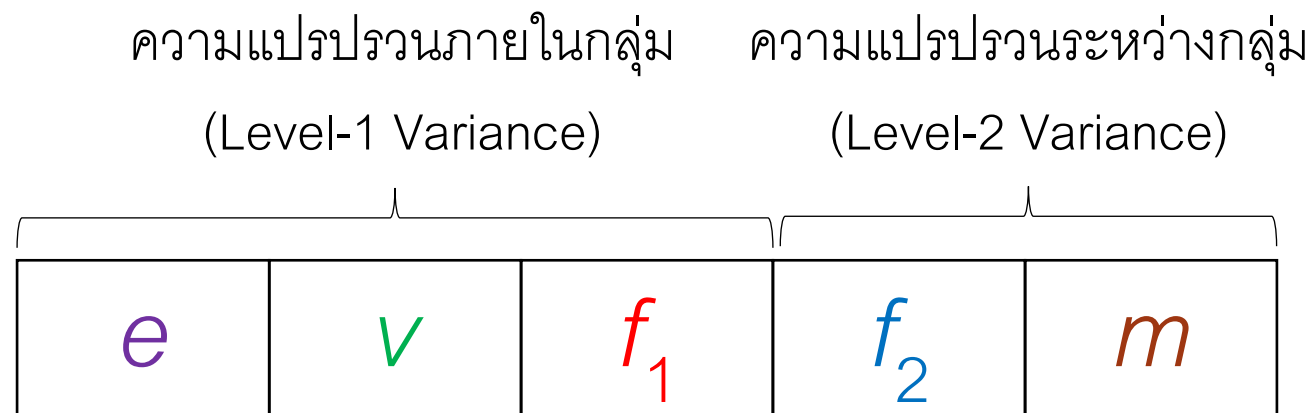 ความแปรปรวนภายในกลุ่ม ความแปรปรวนระหว่างกลุ่ม
(Level-1 Variance) (Level-2 Variance)
e v f1 f2 m